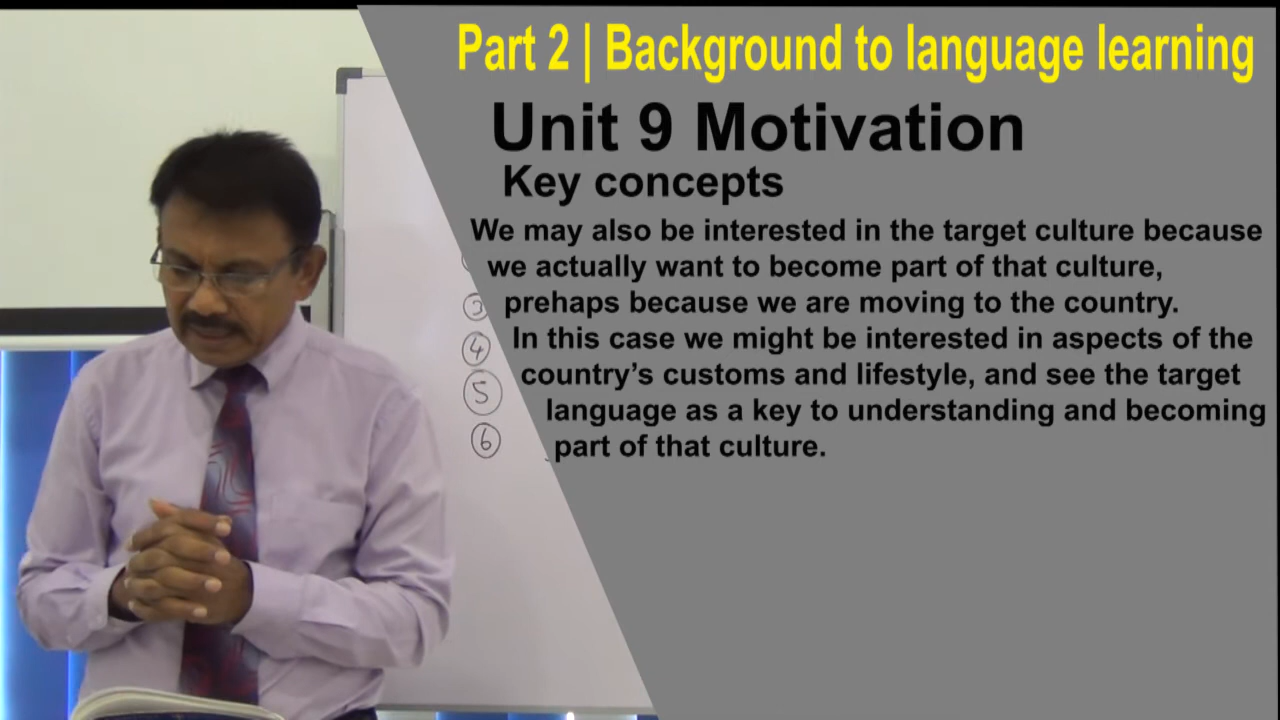 Part 2 | Background to language learning
Unit 9 Motivation
Key concepts
We may also be interested in the target culture because
we actually want to become part of that culture,
prehaps because we are moving to the country.
In this case we might be interested in aspects of the
country's customs and lifestyle, and see the target
language as a key to understanding and becoming
part of that culture.
3
4
5
6